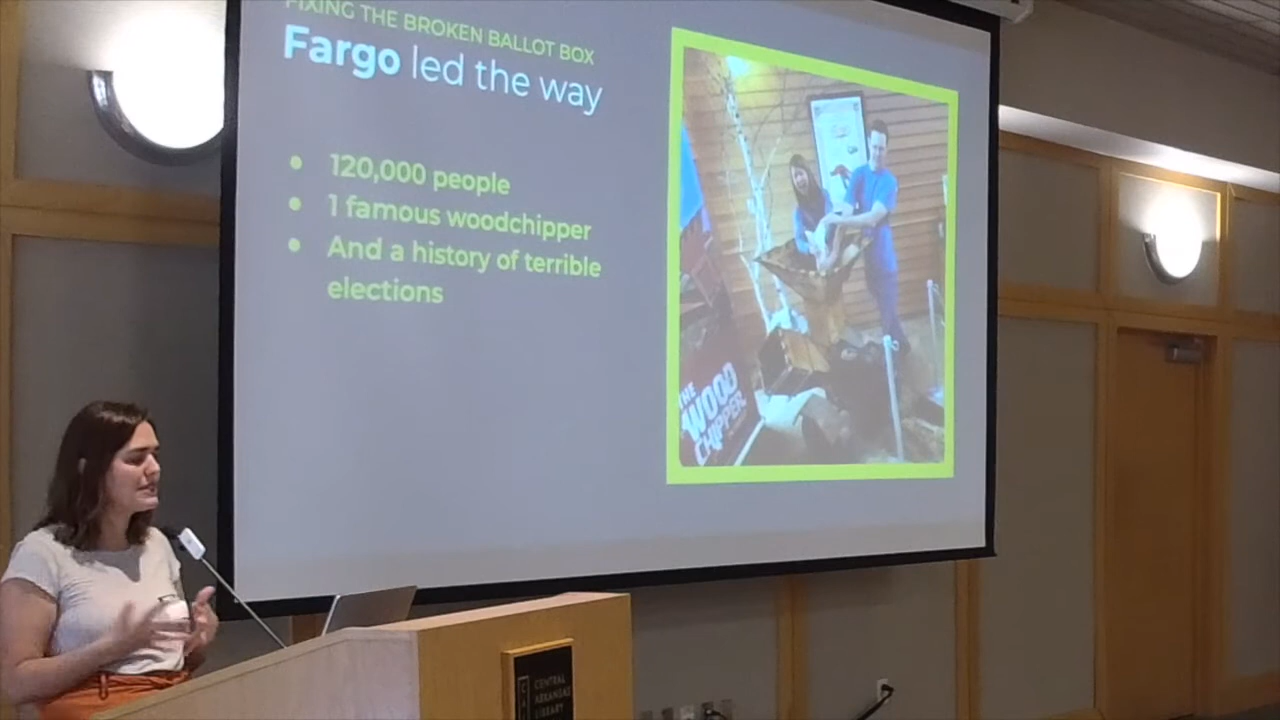 FIXING THE BROKEN BALLOT BOX
Fargo led the way
120,000 people
1 famous woodchipper
And a history of terrible
elections
THE
WOOD
CHIPPER
CENTRAL
ARKANSAS
LIBRARY